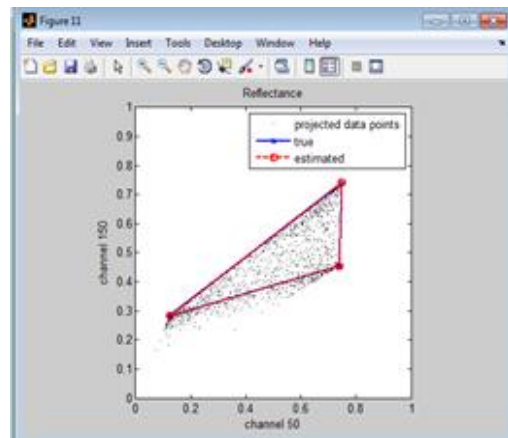 Figure 11
File Edit View Insert Tools Desktop Window Help
Reflectance
projected data points
true
estimated
1
0.9
0.8
0.7
0.6
0.5
0.4
0.3
0.2
0.1
0
channel 150
0 0.2 0.4 0.6 0.8 1
channel 50